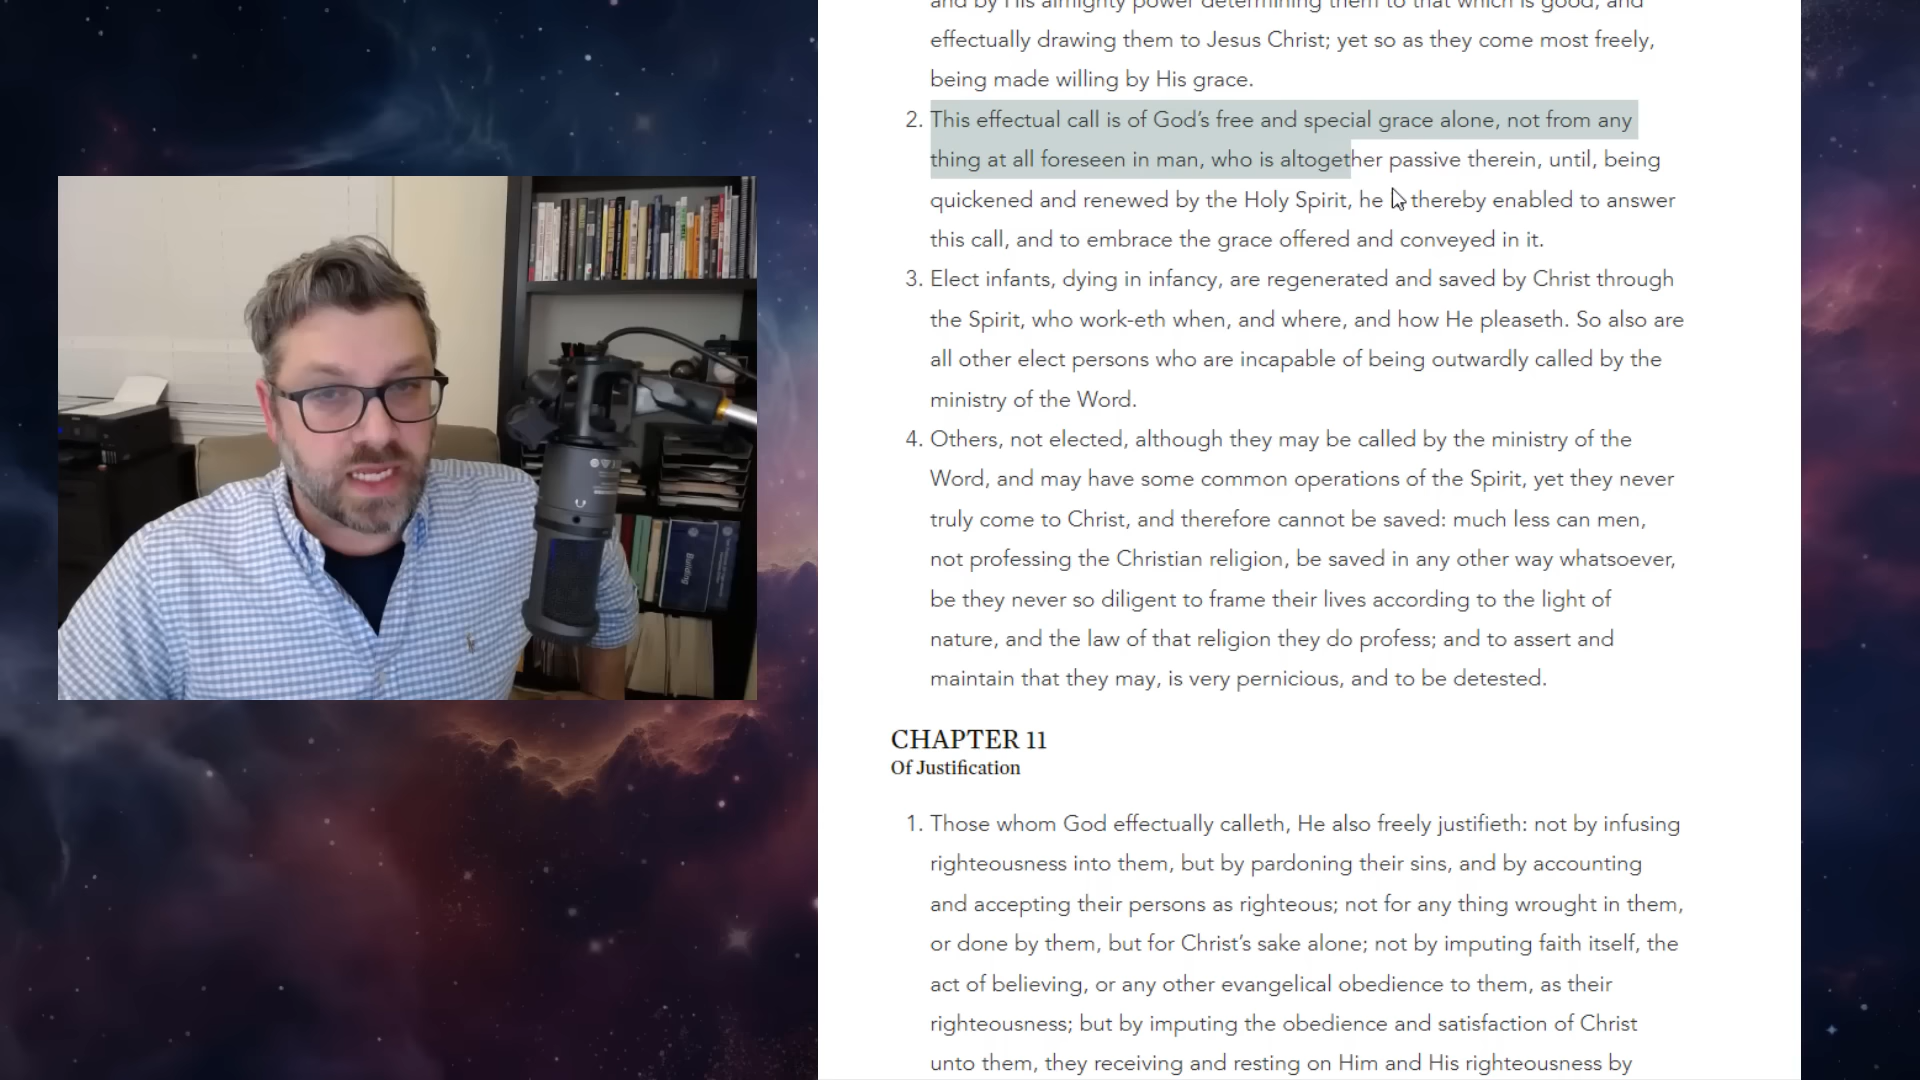 and by His almighty power determining them to that which is good, and
effectually drawing them to Jesus Christ; yet so as they come most freely,
being made willing by His grace.
2. This effectual call is of God's free and special grace alone, not from any
thing at all foreseen in man, who is altogether passive therein, until, being
quickened and renewed by the Holy Spirit, he thereby enabled to answer
this call, and to embrace the grace offered and conveyed in it.
3. Elect infants, dying in infancy, are regenerated and saved by Christ through
the Spirit, who work-eth when, and where, and how He pleaseth. So also are
all other elect persons who are incapable of being outwardly called by the
ministry of the Word.
4. Others, not elected, although they may be called by the ministry of the
Word, and may have some common operations of the Spirit, yet they never
truly come to Christ, and therefore cannot be saved: much less can men,
not professing the Christian religion, be saved in any other way whatsoever,
be they never so diligent to frame their lives according to the light of
nature, and the law of that religion they do profess; and to assert and
maintain that they may, is very pernicious, and to be detested.
CHAPTER 11
Of Justification
1. Those whom God effectually calleth, He also freely justifieth: not by infusing
righteousness into them, but by pardoning their sins, and by accounting
and accepting their persons as righteous; not for any thing wrought in them,
or done by them, but for Christ's sake alone; not by imputing faith itself, the
act of believing, or any other evangelical obedience to them, as their
righteousness; but by imputing the obedience and satisfaction of Christ
unto them, they receiving and resting on Him and His righteousness by